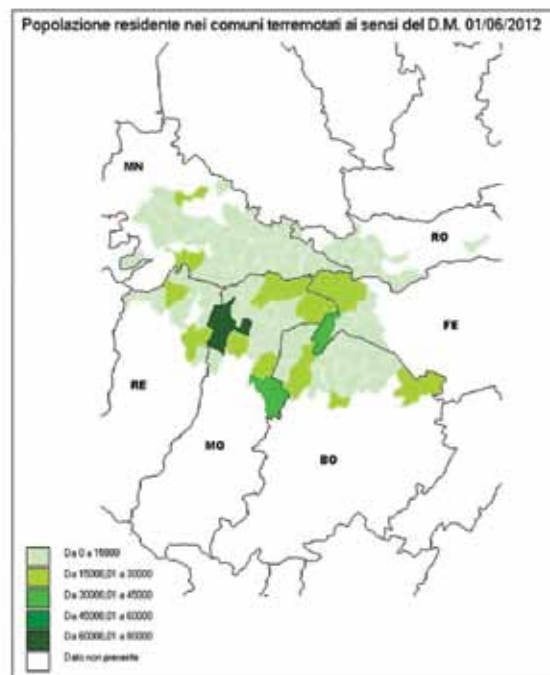 Popolazione residente nei comuni terremotati ai sensi del D.M. 01/06/2012
MN
RO
FE
RE
MO
BO
Da 0 a 15000
Da 15000,01 a 30000
Da 30000,01 a 45000
Da 45000,01 a 60000
Da 60000,01 a 80000
Dato non presente